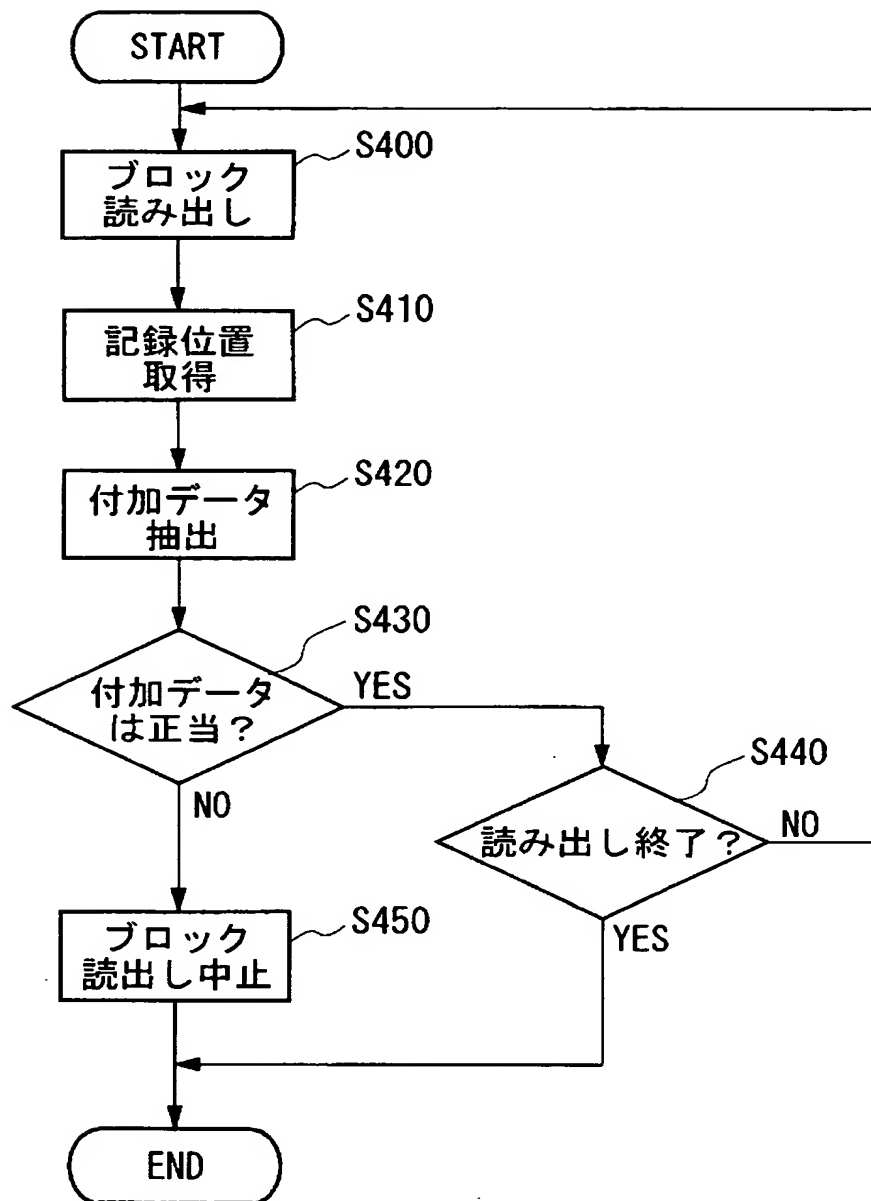 START
S400
ブロック
読み出し
S410
記録位置
取得
S420
付加データ
抽出
S430
付加データ
は正当?
YES
NO
S440
読み出し終了?
NO
YES
S450
ブロック
読出し中止
END